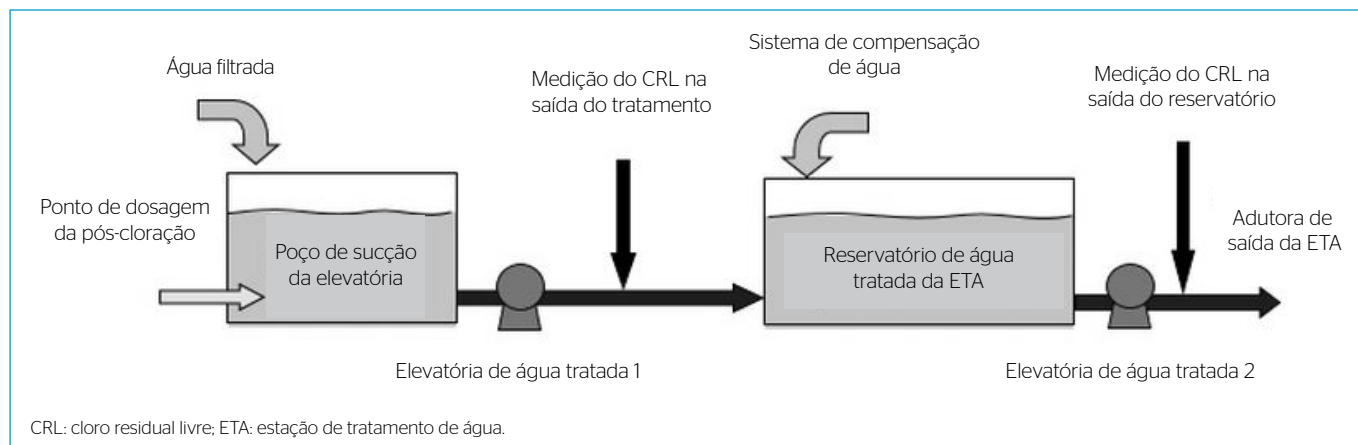 Água filtrada
Ponto de dosagem
da pós-cloração
Poço de sucção
da elevatória
Medição do CRL na
saída do tratamento
Elevatória de água tratada 1
Sistema de compensação
de água
Reservatório de água
tratada da ETA
Medição do CRL na
saída do reservatório
Adutora de
saída da ETA
Elevatória de água tratada 2
CRL: cloro residual livre; ETA: estação de tratamento de água.